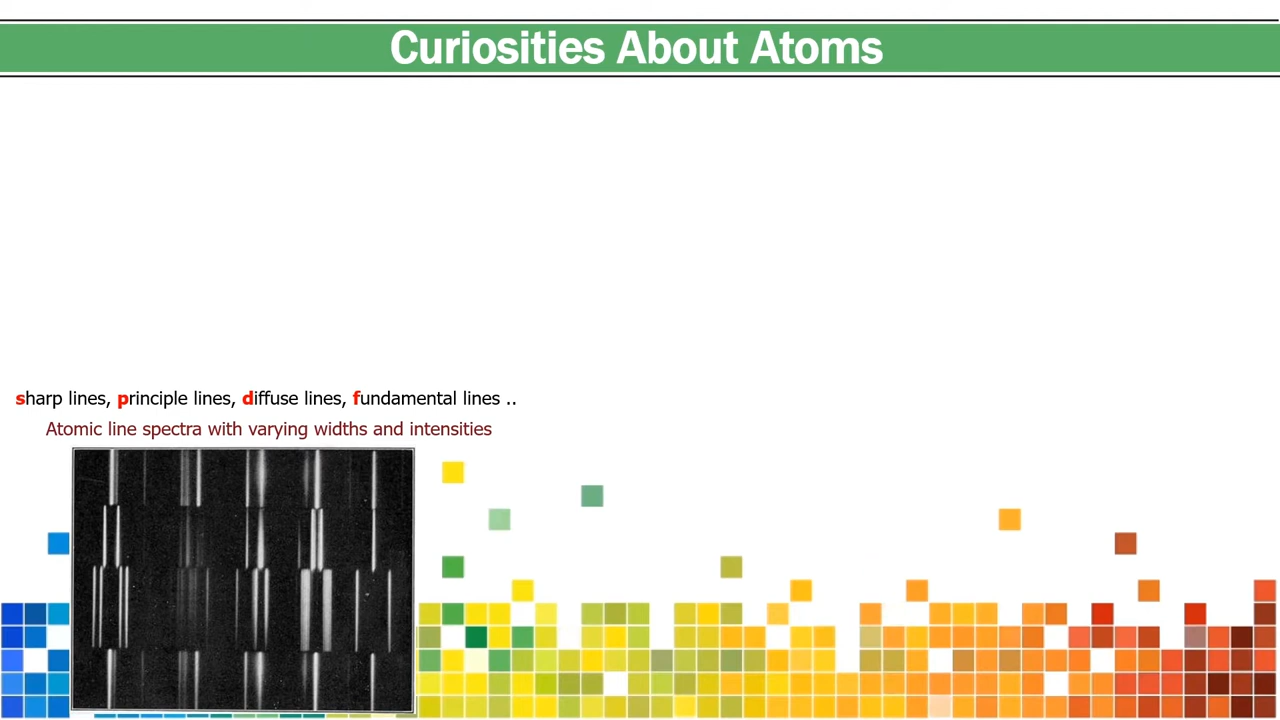 Curiosities About Atoms
sharp lines, principle lines, diffuse lines, fundamental lines ..
Atomic line spectra with varying widths and intensities